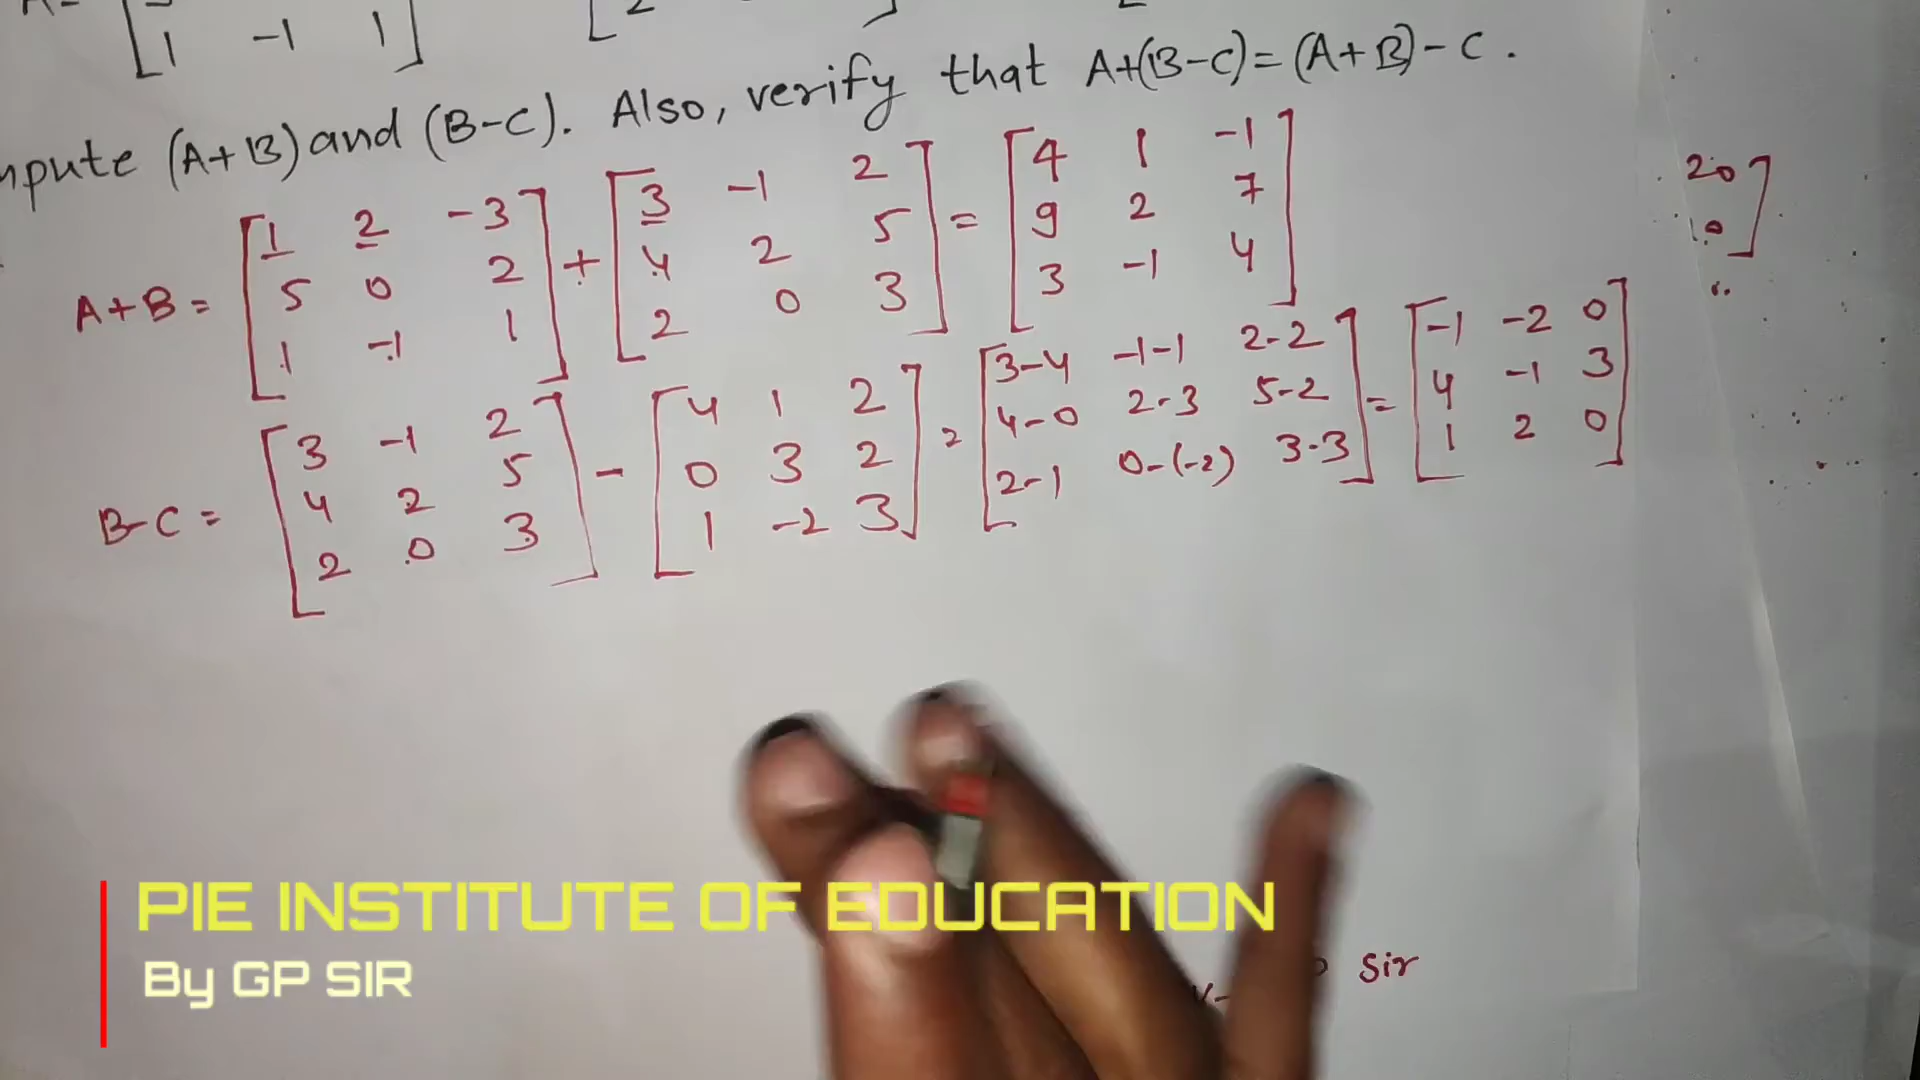 1 -1 1
2
(A+B) and (B-C). Also, verify that A+(B-C)=(A+B)-C.
A+B = [1 2 -3] + [3 -1 2] = [4 1 -1]
[5 0 2] [4 2 5] [9 2 7]
[1 -1 1] [2 0 3] [3 -1 4]
20
0
B-C = [3 -1 2] - [4 1 2] = [3-4 -1-1 2-2] = [-1 -2 0]
[4 2 5] [0 3 2] [4-0 2-3 5-2] [4 -1 3]
[2 0 3] [1 -2 3] [2-1 0-(-2) 3-3] [1 2 0]
PIE INSTITUTE OF EDUCATION
By GP SIR
Sir